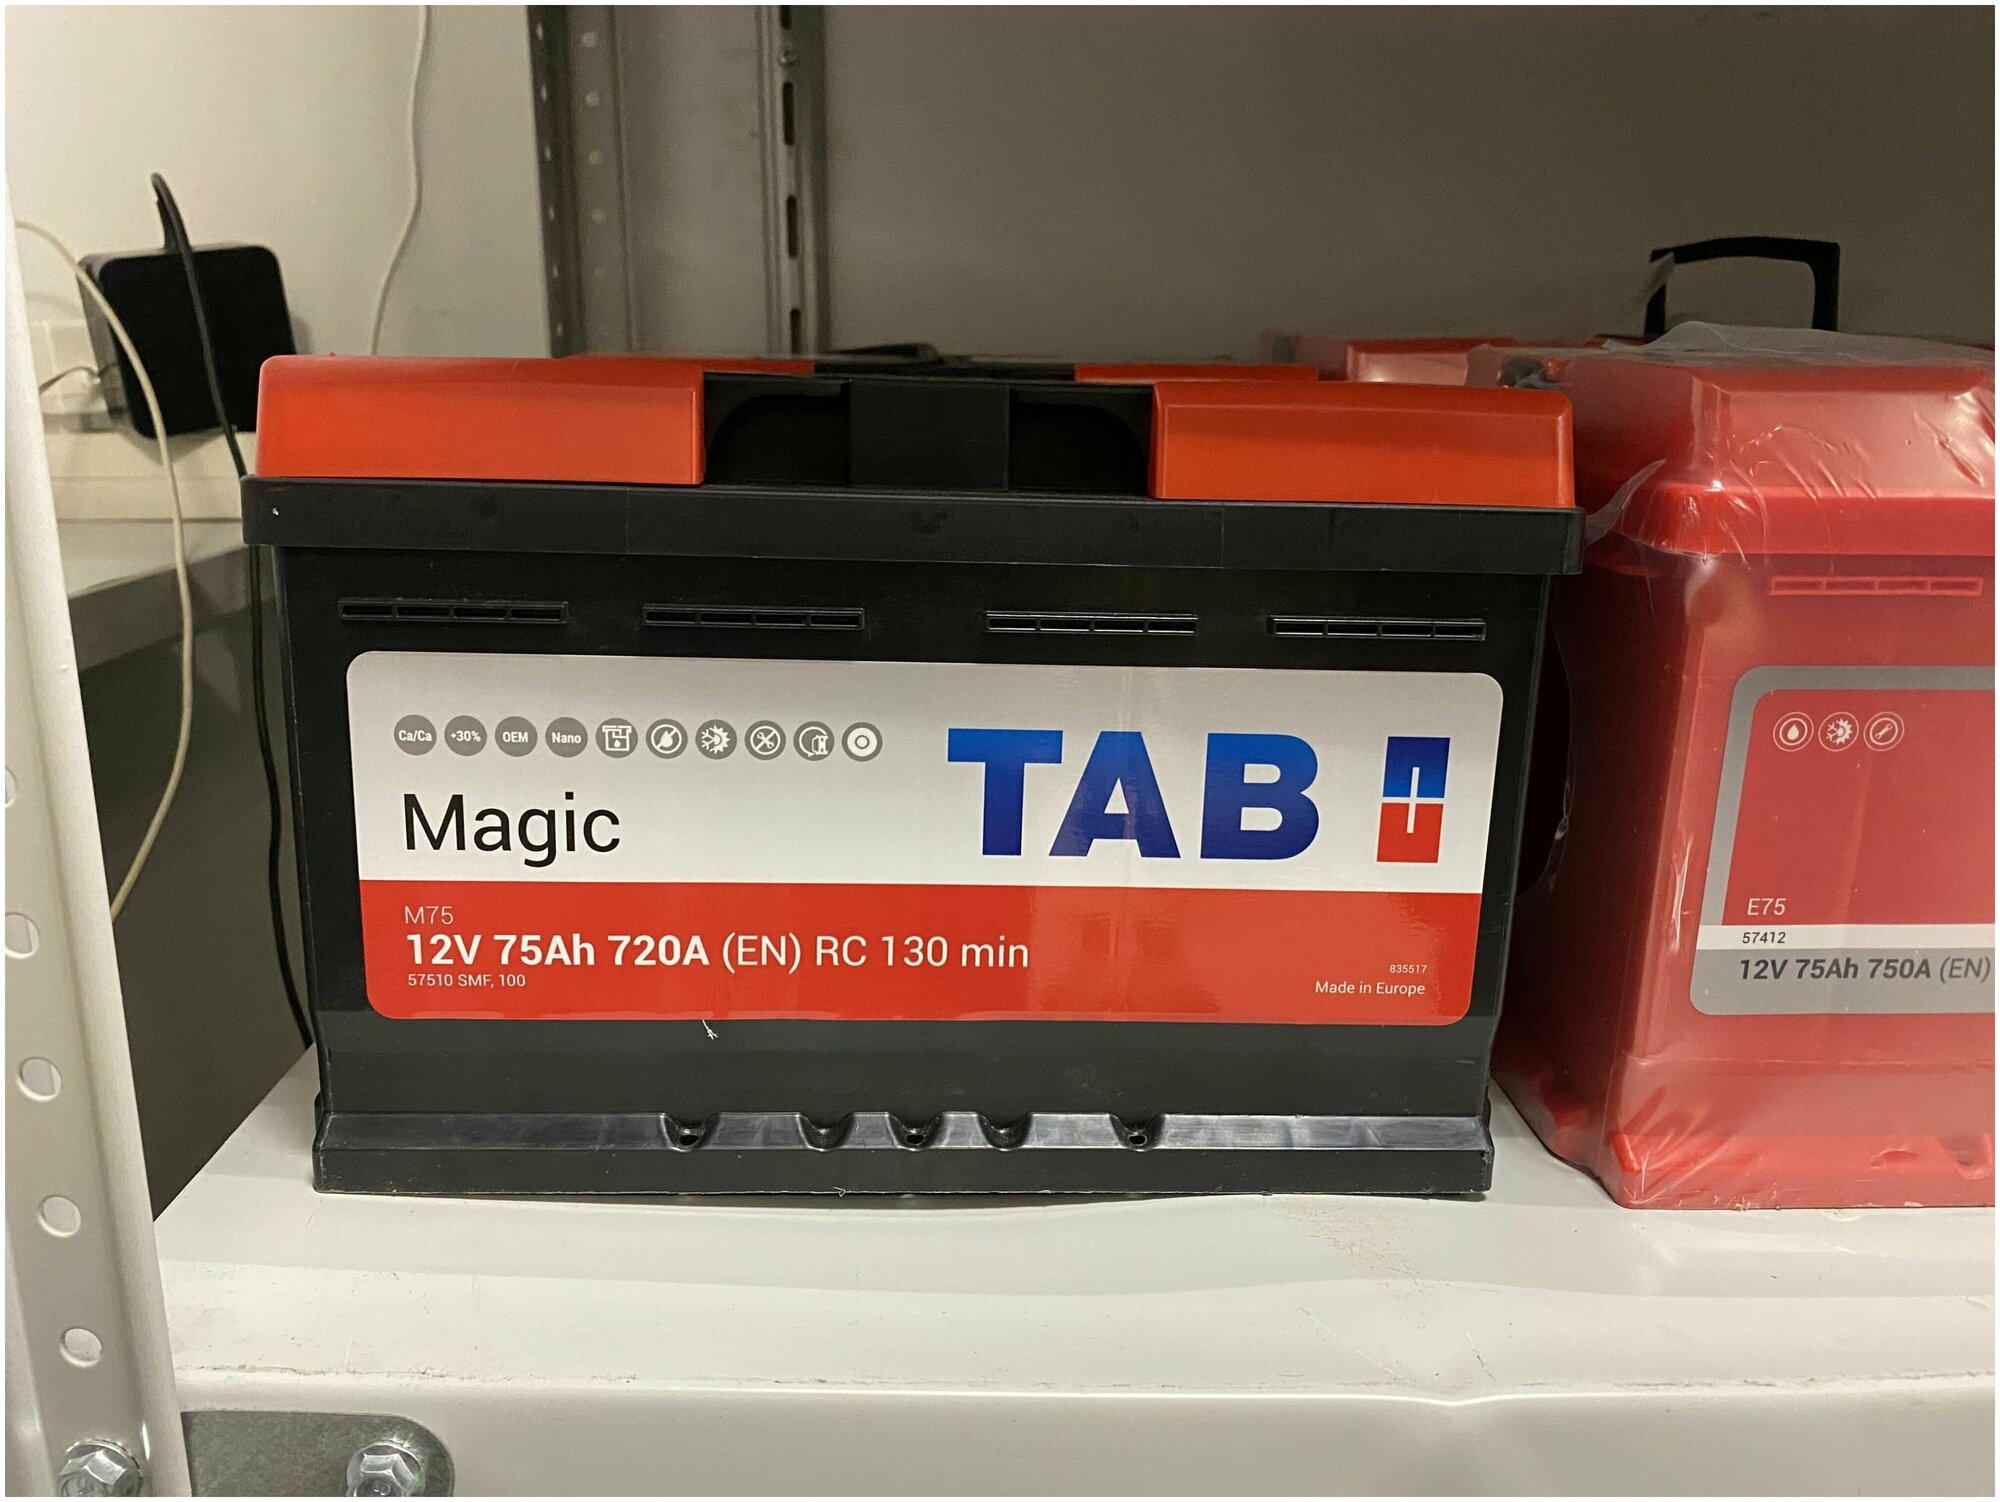 Ca/Ca +30% OEM Nano
Magic
TAB
M75
12V 75Ah 720A (EN) RC 130 min
57510 SMF, 100
835517
Made in Europe
E75
57412
12V 75Ah 750A (EN)